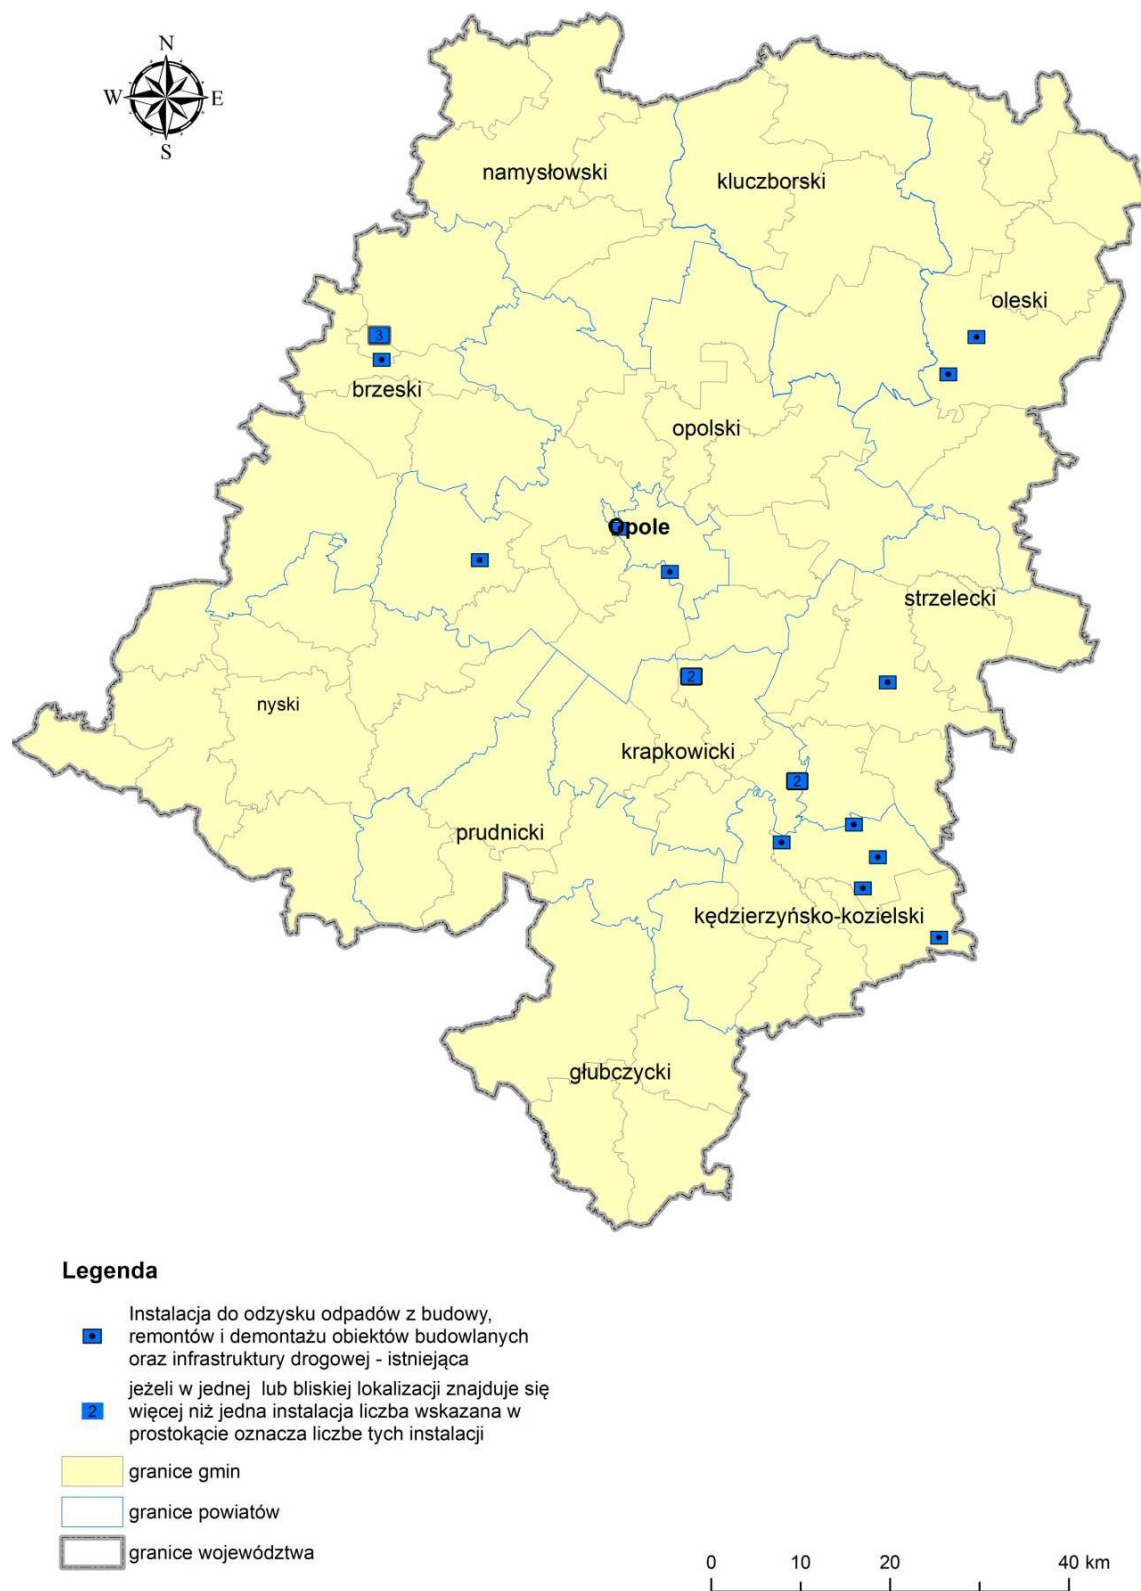 N
W E
S
namysłowski
kluczborski
oleski
3
brzeski
opolski
Opole
strzelecki
2
nyski
krapkowicki
2
prudnicki
kędzierzyńsko-kozielski
głubczycki
Legenda
Instalacja do odzysku odpadów z budowy,
remontów i demontażu obiektów budowlanych
oraz infrastruktury drogowej - istniejąca
jeżeli w jednej lub bliskiej lokalizacji znajduje się
2 więcej niż jedna instalacja liczba wskazana w
prostokącie oznacza liczbe tych instalacji
granice gmin
granice powiatów
granice województwa
0 10 20 40 km